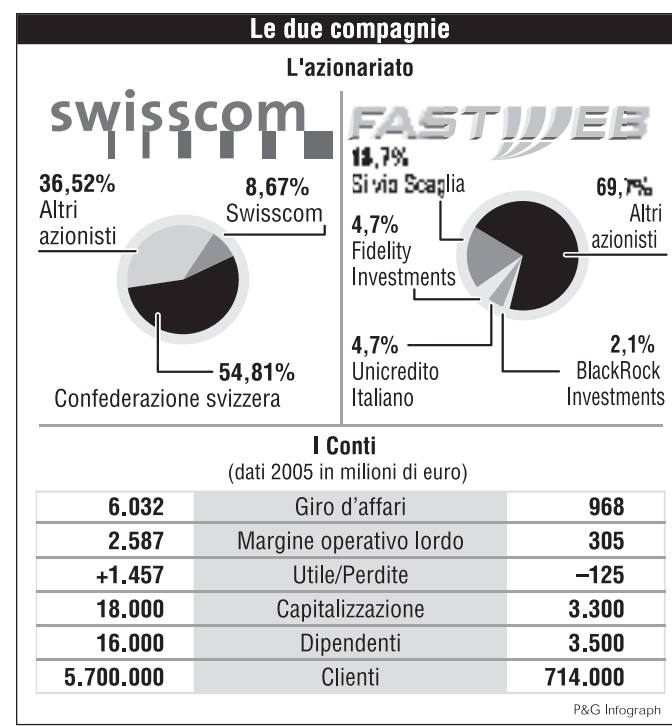 Le due compagnie
L'azionariato
swisscom
36,52%
Altri
azionisti
8,67%
Swisscom
54,81%
Confederazione svizzera
FASTWEB
Silvio Scaglia
69,7%
Altri
azionisti
4,7%
Fidelity
Investments
4,7%
Unicredito
Italiano
2,1%
BlackRock
Investments
I Conti
(dati 2005 in milioni di euro)
6.032 Giro d'affari 968
2.587 Margine operativo lordo 305
+1.457 Utile/Perdite –125
18.000 Capitalizzazione 3.300
16.000 Dipendenti 3.500
5.700.000 Clienti 714.000
P&G Infograph